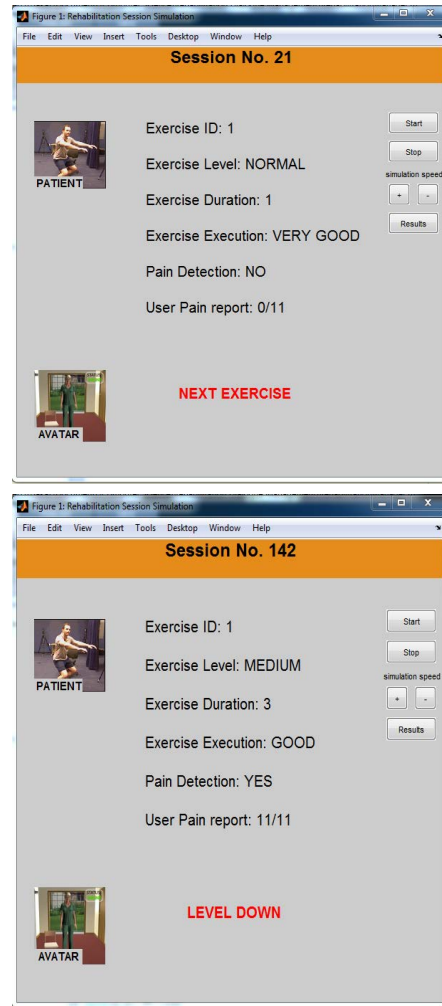 Figure 1: Rehabilitation Session Simulation
File Edit View Insert Tools Desktop Window Help
Session No. 21
Exercise ID: 1
Exercise Level: NORMAL
Exercise Duration: 1
Exercise Execution: VERY GOOD
Pain Detection: NO
User Pain report: 0/11
PATIENT
Start
Stop
simulation speed
+ -
Results
NEXT EXERCISE
AVATAR
Figure 1: Rehabilitation Session Simulation
File Edit View Insert Tools Desktop Window Help
Session No. 142
Exercise ID: 1
Exercise Level: MEDIUM
Exercise Duration: 3
Exercise Execution: GOOD
Pain Detection: YES
User Pain report: 11/11
PATIENT
Start
Stop
simulation speed
+ -
Results
LEVEL DOWN
AVATAR